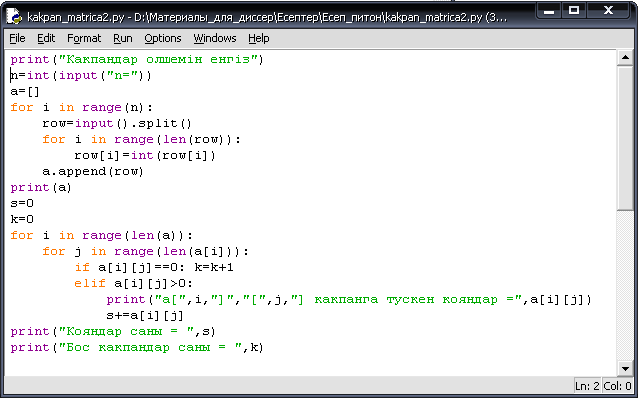 kakpan_matrica2.py - D:\Материалы_для_диссер\Есептер\Есеп_питон\kakpan_matrica2.py (3...
File Edit Format Run Options Windows Help
print("Какпандар олшемін енгіз")
n=int(input("n="))
a=[]
for i in range(n):
    row=input().split()
    for i in range(len(row)):
        row[i]=int(row[i])
    a.append(row)
print(a)
s=0
k=0
for i in range(len(a)):
    for j in range(len(a[i])):
        if a[i][j]==0: k=k+1
        elif a[i][j]>0:
            print("a[",i,"]","[",j,"] какпанга тускен кояндар =",a[i][j])
            s+=a[i][j]
print("Кояндар саны = ",s)
print("Бос какпандар саны = ",k)
Ln: 2 Col: 0